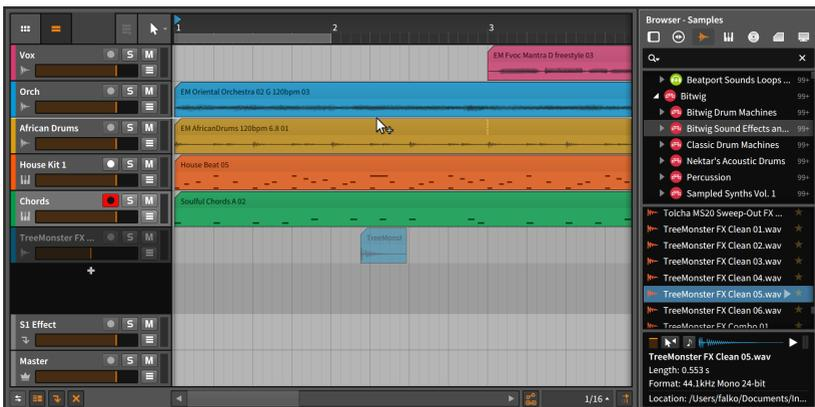 1
2
3
Vox
S M
EM Fvoc Mantra D freestyle 03
Orch
S M
EM Oriental Orchestra 02 G 120bpm 03
African Drums
S M
EM AfricanDrums 120bpm 6.8 01
House Kit 1
S M
House Beat 05
Chords
S M
Soulful Chords A 02
TreeMonster FX ...
S M
TreeMonst
+
S1 Effect
S M
Master
S M
1/16
Browser - Samples
Beatport Sounds Loops ... 99+
Bitwig 99+
Bitwig Drum Machines 99+
Bitwig Sound Effects an... 99+
Classic Drum Machines 99+
Nektar's Acoustic Drums 99+
Percussion 99+
Sampled Synths Vol. 1 99+
Tolcha MS20 Sweep-Out FX ...
TreeMonster FX Clean 01.wav
TreeMonster FX Clean 02.wav
TreeMonster FX Clean 03.wav
TreeMonster FX Clean 04.wav
TreeMonster FX Clean 05.wav
TreeMonster FX Clean 06.wav
TreeMonster FX Combo 01
TreeMonster FX Clean 05.wav
Length: 0.553 s
Format: 44.1kHz Mono 24-bit
Location: /Users/falko/Documents/In...